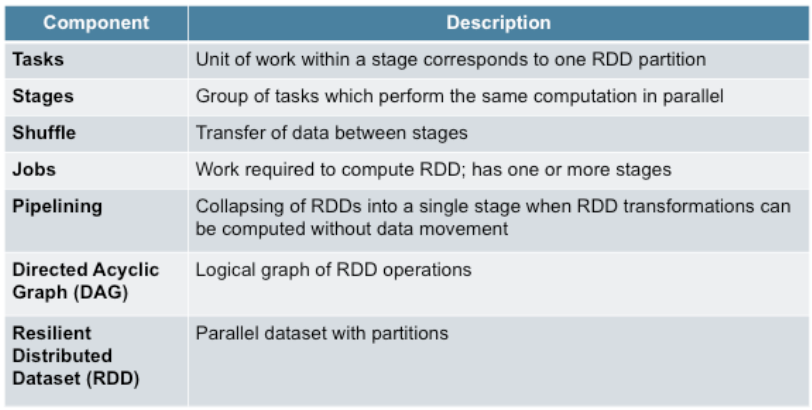 Component Description
Tasks Unit of work within a stage corresponds to one RDD partition
Stages Group of tasks which perform the same computation in parallel
Shuffle Transfer of data between stages
Jobs Work required to compute RDD; has one or more stages
Pipelining Collapsing of RDDs into a single stage when RDD transformations can
be computed without data movement
Directed Acyclic Logical graph of RDD operations
Graph (DAG)
Resilient Parallel dataset with partitions
Distributed
Dataset (RDD)